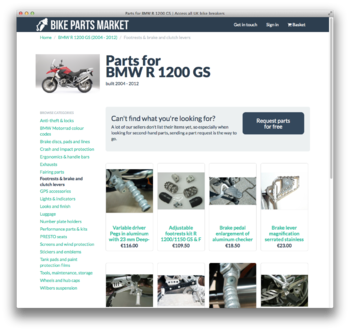 Parts for BMW R 1200 GS | Across all UK bike breakers
BIKE PARTS MARKET
Get in touch Sign in Basket
Home / BMW R 1200 GS (2004 - 2012) / Footrests & brake and clutch levers
Parts for
BMW R 1200 GS
built 2004 - 2012
BROWSE CATEGORIES
Anti-theft & locks
BMW Motorrad colour
codes
Brake discs, pads and lines
Crash and impact protection
Ergonomics & handle bars
Exhausts
Fairing parts
Footrests & brake and
clutch levers
GPS accessories
Lights & indicators
Locks and tools
Luggage
Number plate holders
Performance parts & kits
PRESTO seats
Screens and wind protection
Stickers and emblems
Tank pads and paint
protection films
Tools, maintenance, storage
Wheels and hub caps
Wilbers suspension
Can't find what you're looking for?
A lot of our sellers don't list their items yet, so especially when
looking for second-hand parts, sending a part request is the way to
go.
Request parts
for free
Variable driver
Pegs in aluminum
with 25 mm Deep-
€116.00
Adjustable
footrests kit R
1200/1150 GS & F
€109.50
Brake pedal
enlargement of
aluminum checker
€18.50
Brake lever
magnification
serrated stainless
€23.00